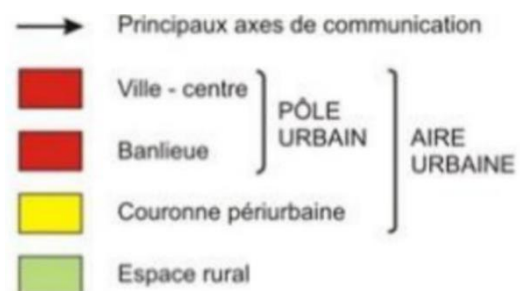 Principaux axes de communication
Ville - centre
Banlieue
PÔLE
URBAIN
Couronne périurbaine
AIRE
URBAINE
Espace rural